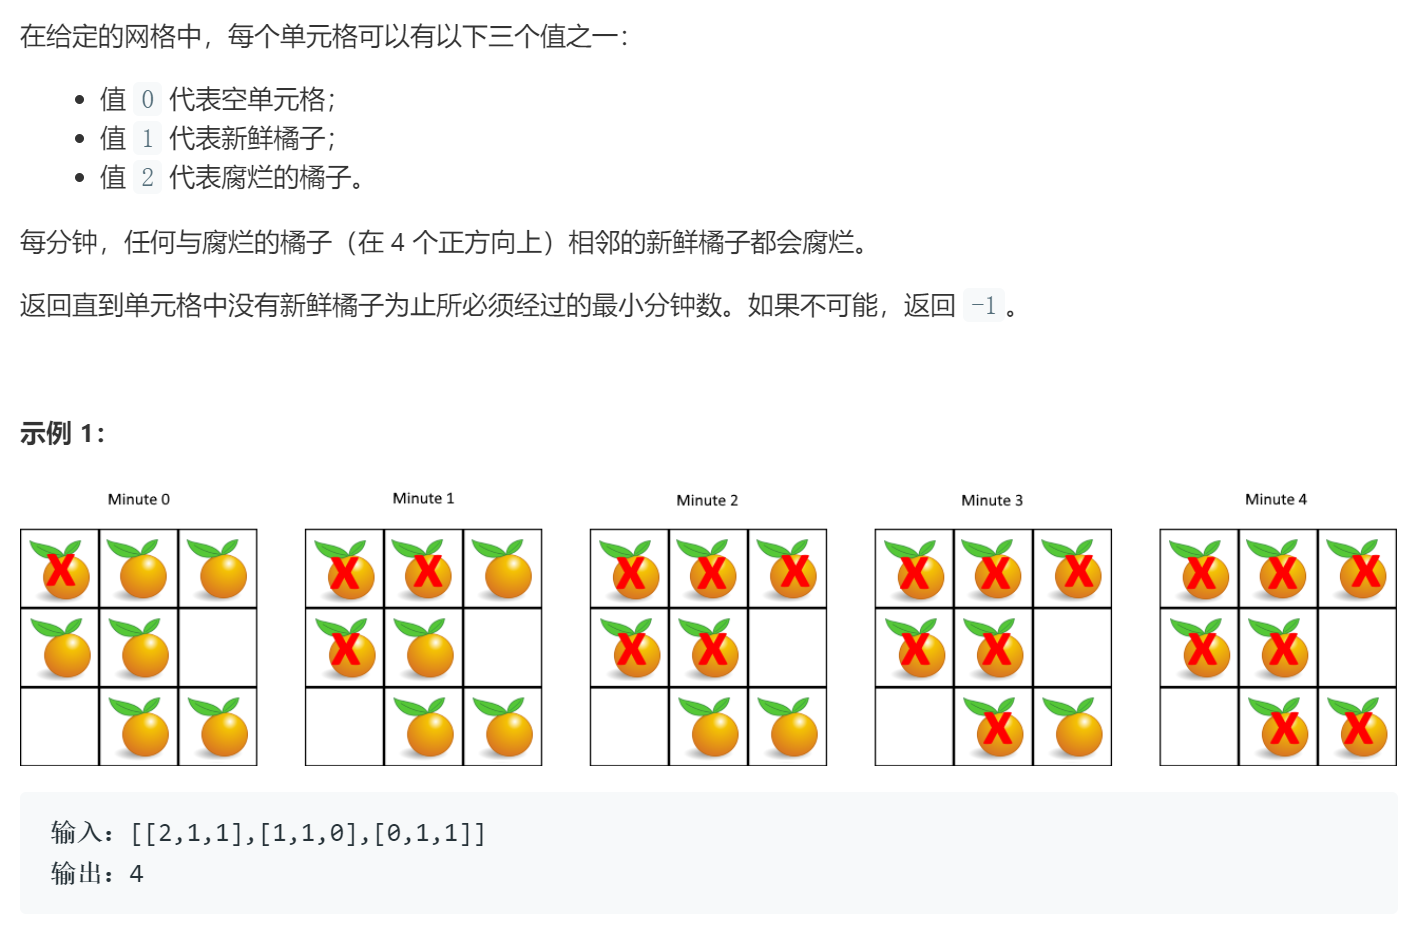 在给定的网格中，每个单元格可以有以下三个值之一：
• 值 0 代表空单元格；
• 值 1 代表新鲜橘子；
• 值 2 代表腐烂的橘子。
每分钟，任何与腐烂的橘子（在 4 个正方向上）相邻的新鲜橘子都会腐烂。
返回直到单元格中没有新鲜橘子为止所必须经过的最小分钟数。如果不可能，返回 -1。
示例 1：
Minute 0 Minute 1 Minute 2 Minute 3 Minute 4
输入：[[2,1,1],[1,1,0],[0,1,1]]
输出：4